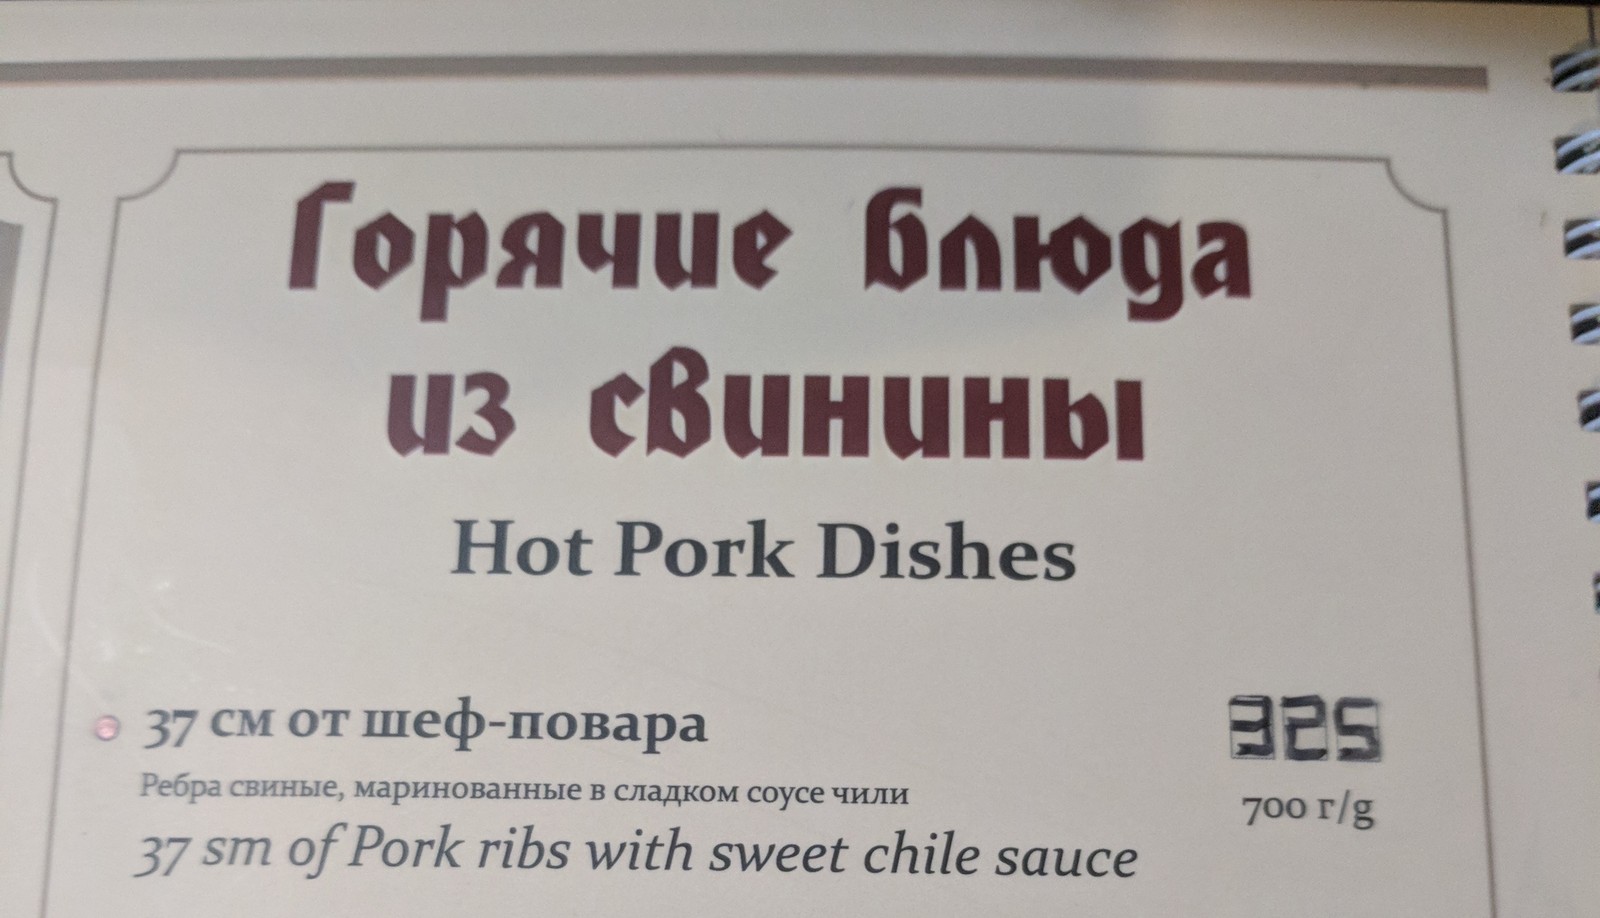 Горячие блюда
из свинины
Hot Pork Dishes
37 см от шеф-повара
325
Ребра свиные, маринованные в сладком соусе чили
700 г/g
37 sm of Pork ribs with sweet chile sauce